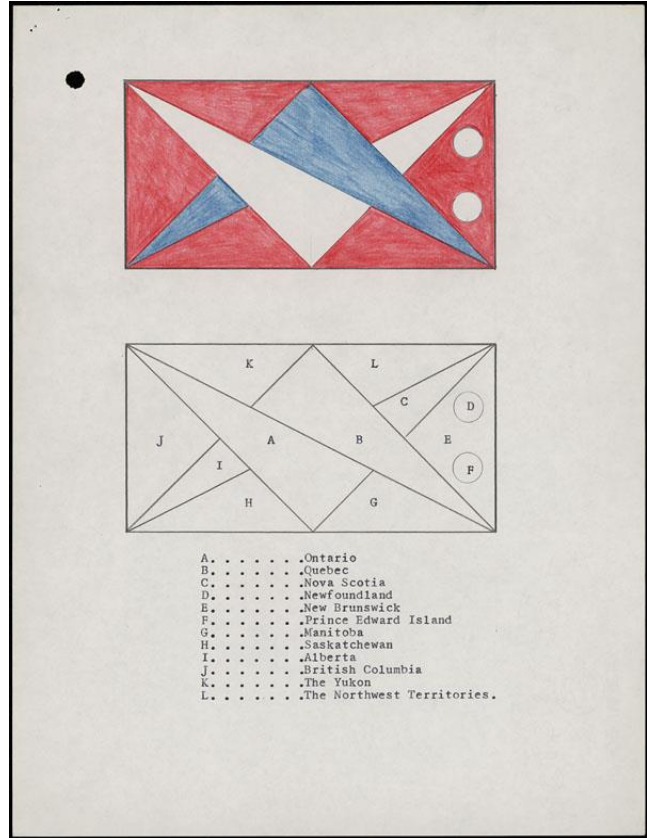 K
L
C
D
J
A
B
E
I
F
H
G
A. . . . . . .Ontario
B. . . . . . .Quebec
C. . . . . . .Nova Scotia
D. . . . . . .Newfoundland
E. . . . . . .New Brunswick
F. . . . . . .Prince Edward Island
G. . . . . . .Manitoba
H. . . . . . .Saskatchewan
I. . . . . . .Alberta
J. . . . . . .British Columbia
K. . . . . . .The Yukon
L. . . . . . .The Northwest Territories.